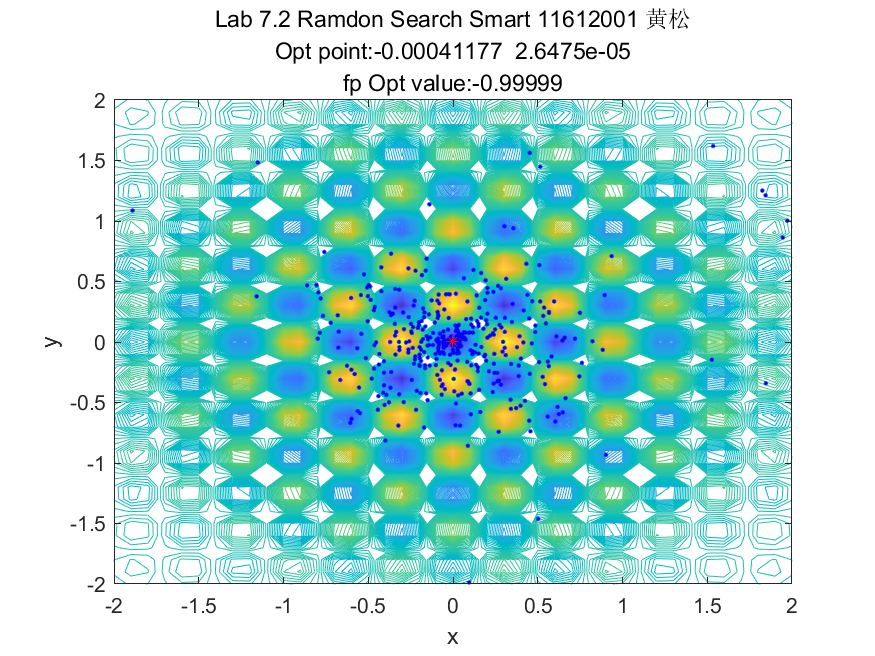 Lab 7.2 Ramdon Search Smart 11612001 黄松
Opt point:-0.00041177 2.6475e-05
fp Opt value:-0.99999
2
1.5
1
0.5
0
-0.5
-1
-1.5
-2
y
-2 -1.5 -1 -0.5 0 0.5 1 1.5 2
x